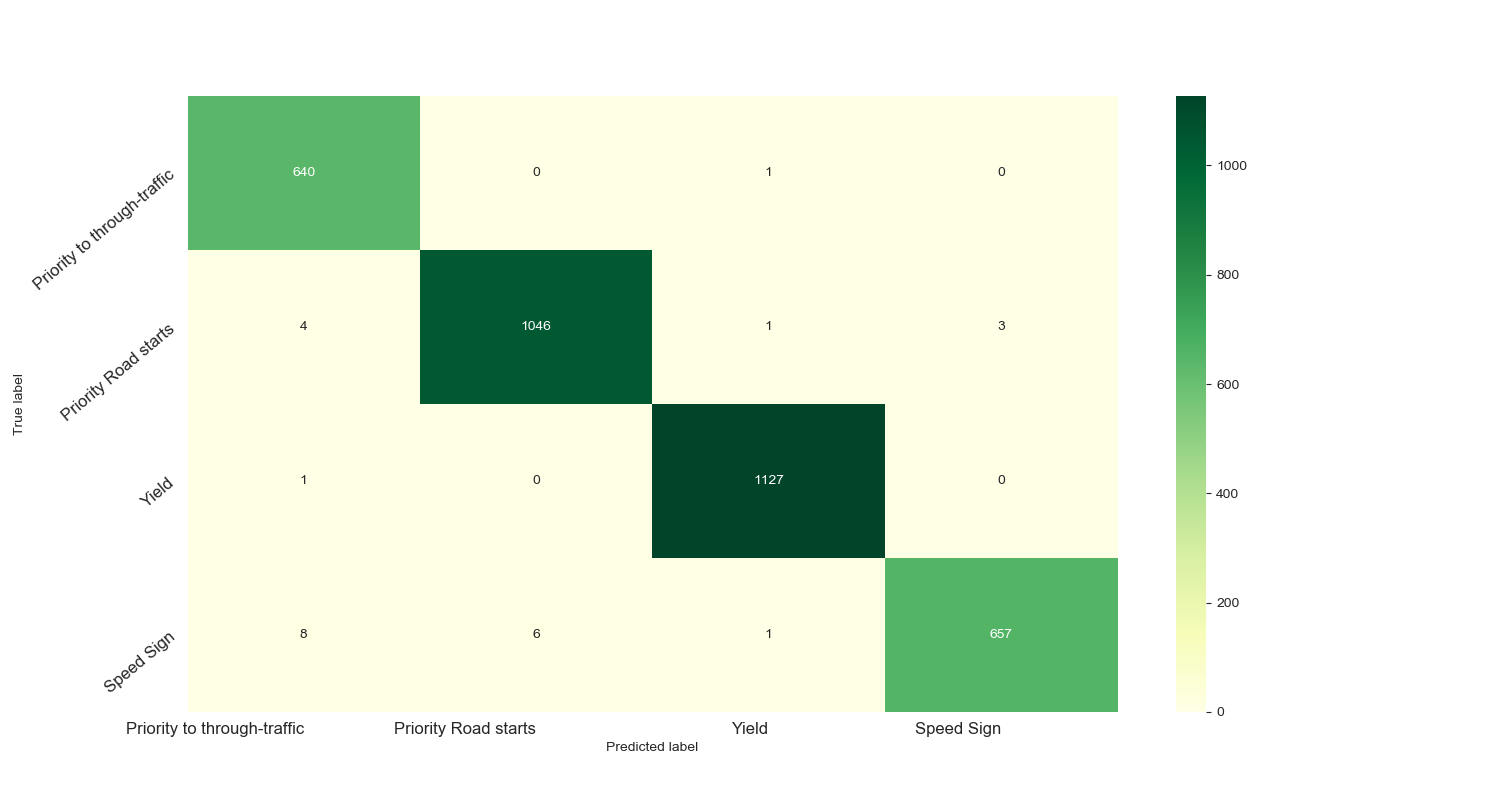 Priority to through-traffic 640 0 1 0
Priority Road starts 4 1046 1 3
Yield 1 0 1127 0
Speed Sign 8 6 1 657
True label
Priority to through-traffic Priority Road starts Yield Speed Sign
Predicted label
1000
800
600
400
200
0